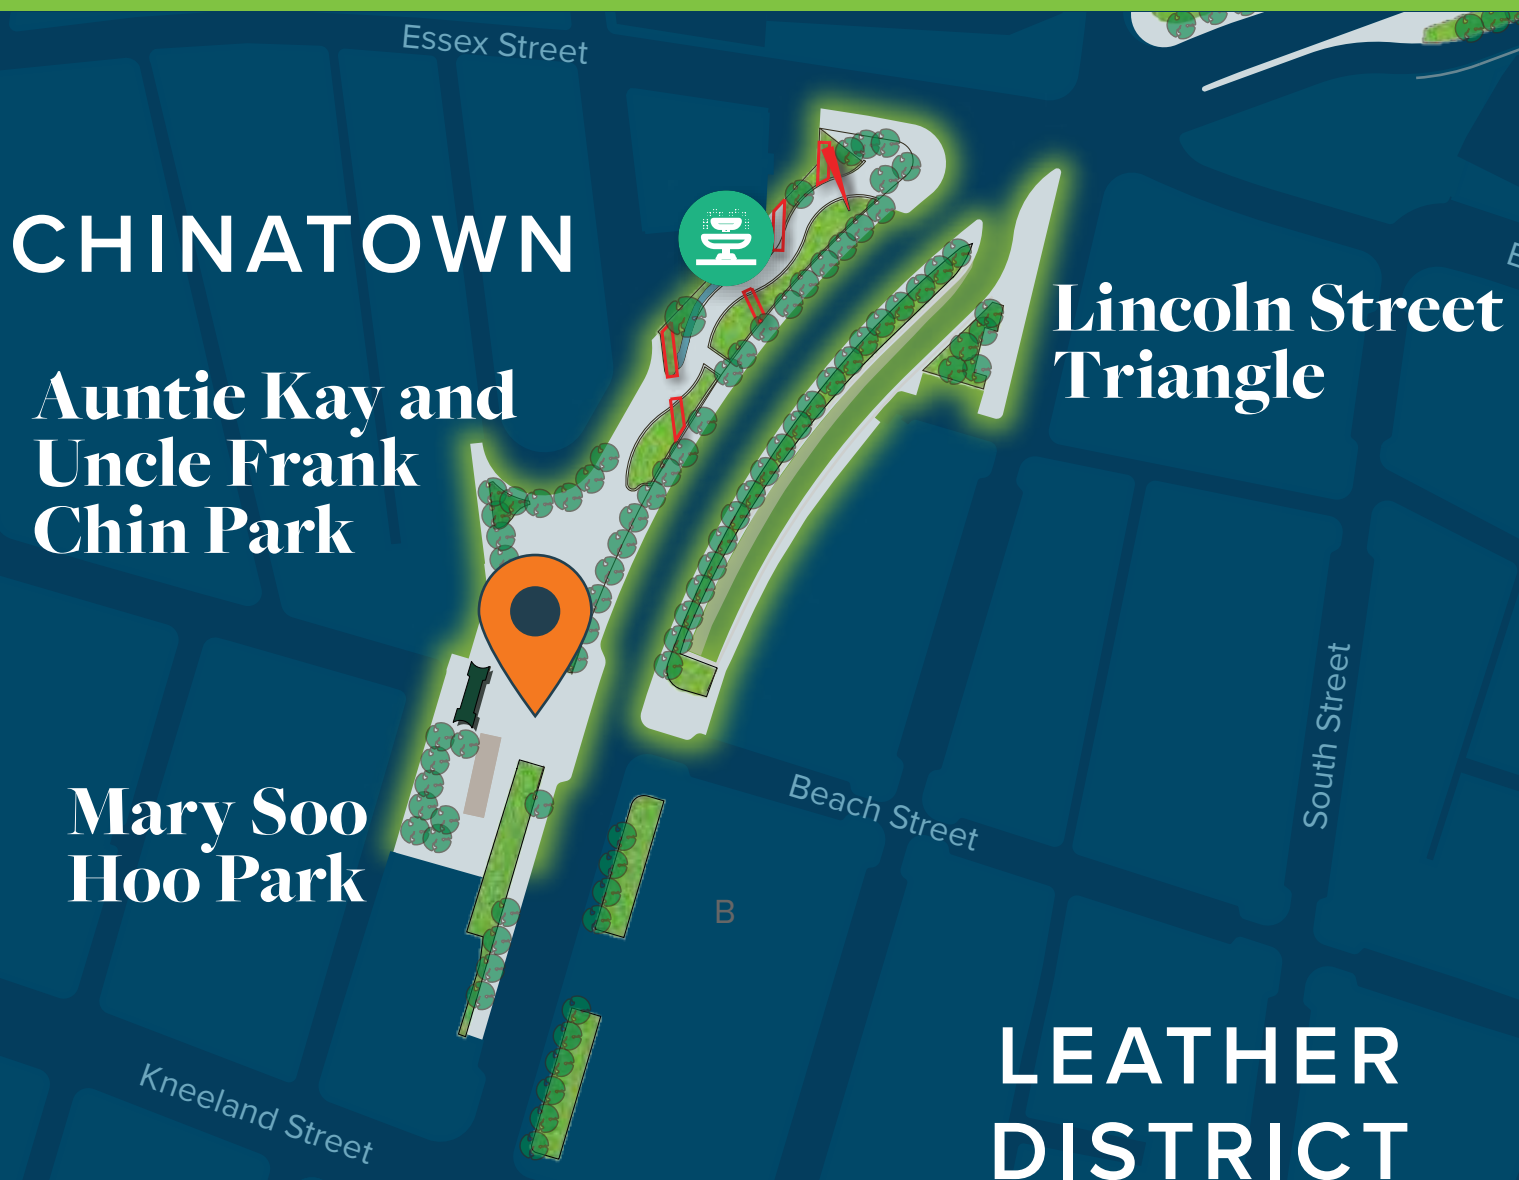 Essex Street
CHINATOWN
Lincoln Street
Triangle
Auntie Kay and
Uncle Frank
Chin Park
South Street
Mary Soo
Hoo Park
Beach Street
B
LEATHER
DISTRICT
Kneeland Street
E